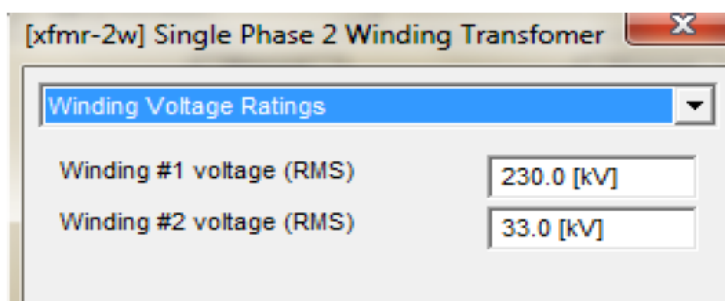 [xfmr-2w] Single Phase 2 Winding Transfomer
Winding Voltage Ratings
Winding #1 voltage (RMS) 230.0 [kV]
Winding #2 voltage (RMS) 33.0 [kV]